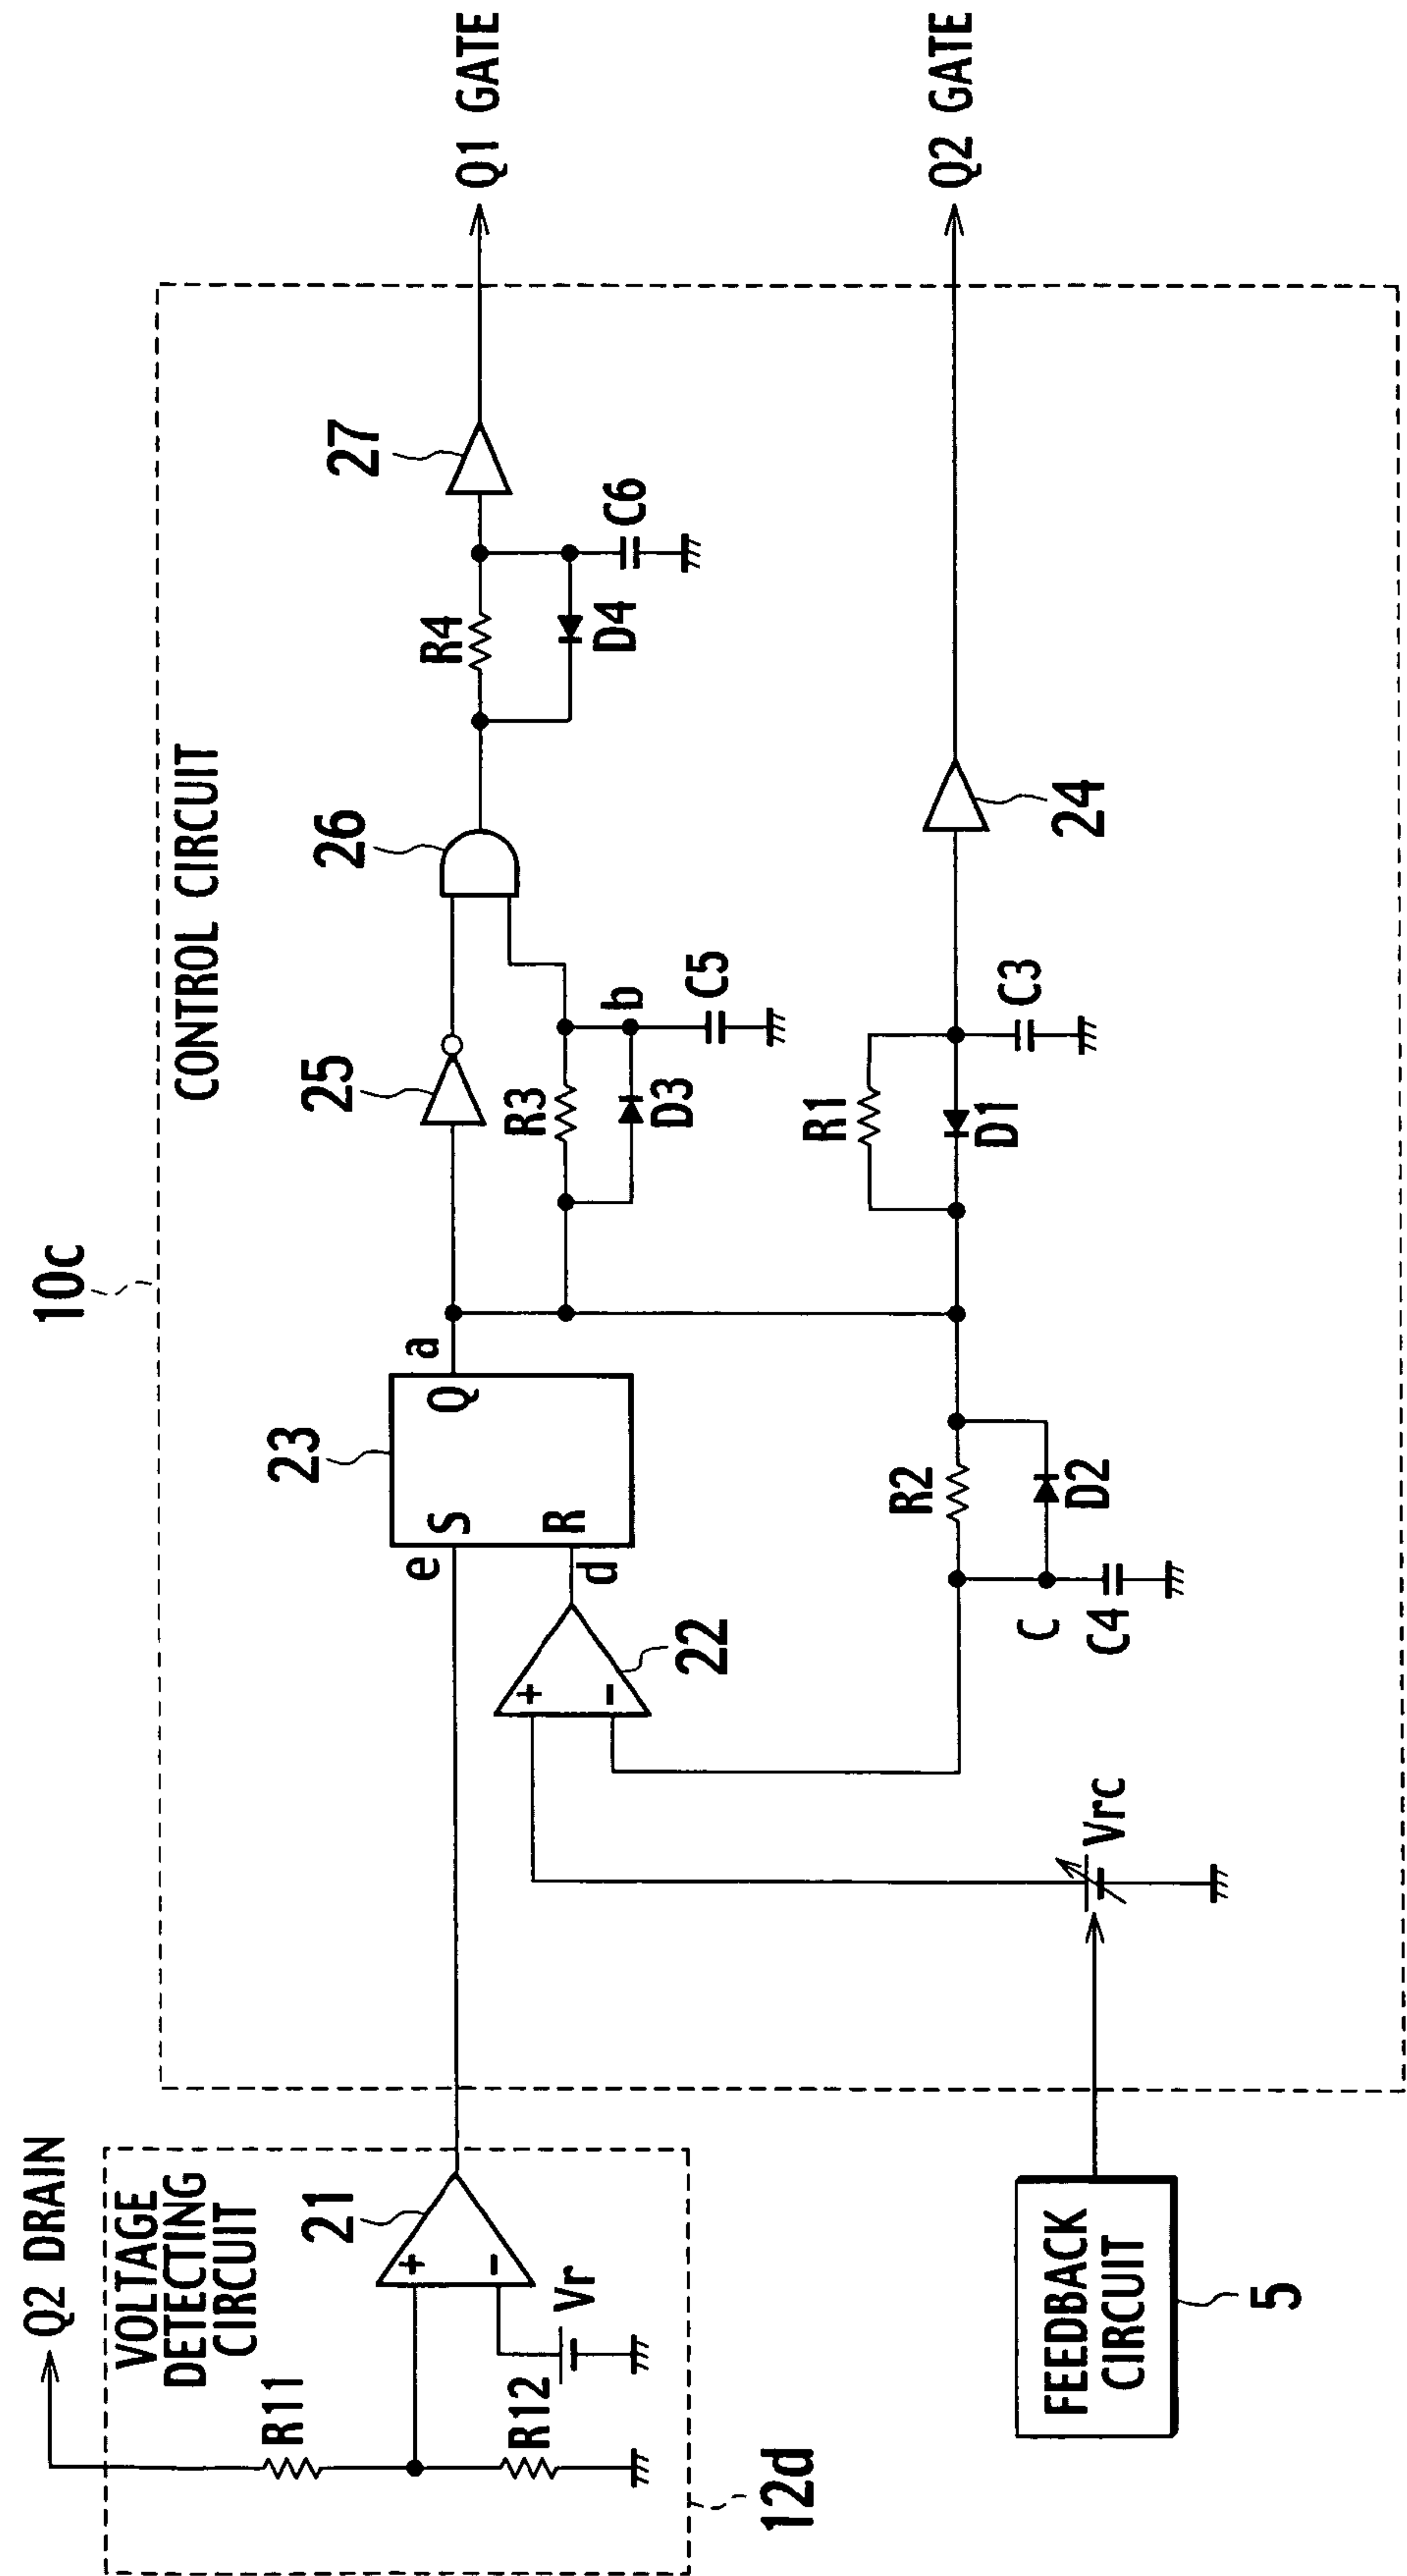 10c
Q2 DRAIN
VOLTAGE
DETECTING
CIRCUIT
CONTROL CIRCUIT
R11
21
+
-
Vr
R12
12d
23
e
S
Q
a
R
d
22
+
-
25
26
R3
b
D3
C5
R4
D4
C6
27
Q1 GATE
R1
D1
C3
24
Q2 GATE
R2
D2
C
C4
Vrc
FEEDBACK
CIRCUIT
5